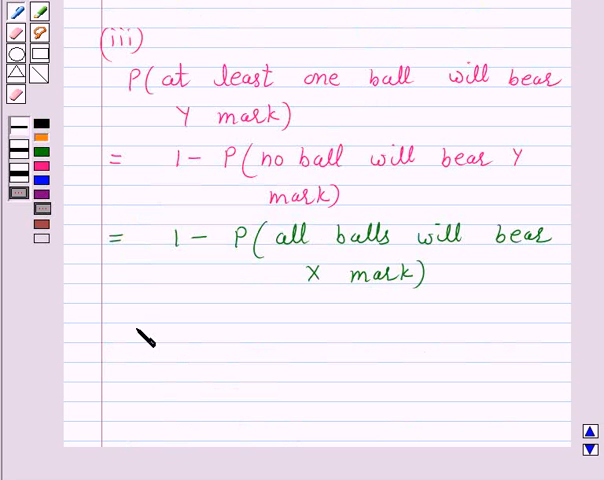 (iii)
P(at least one ball will bear
Y mark)
= 1 - P(no ball will bear Y
mark)
= 1 - P(all balls will bear
X mark)